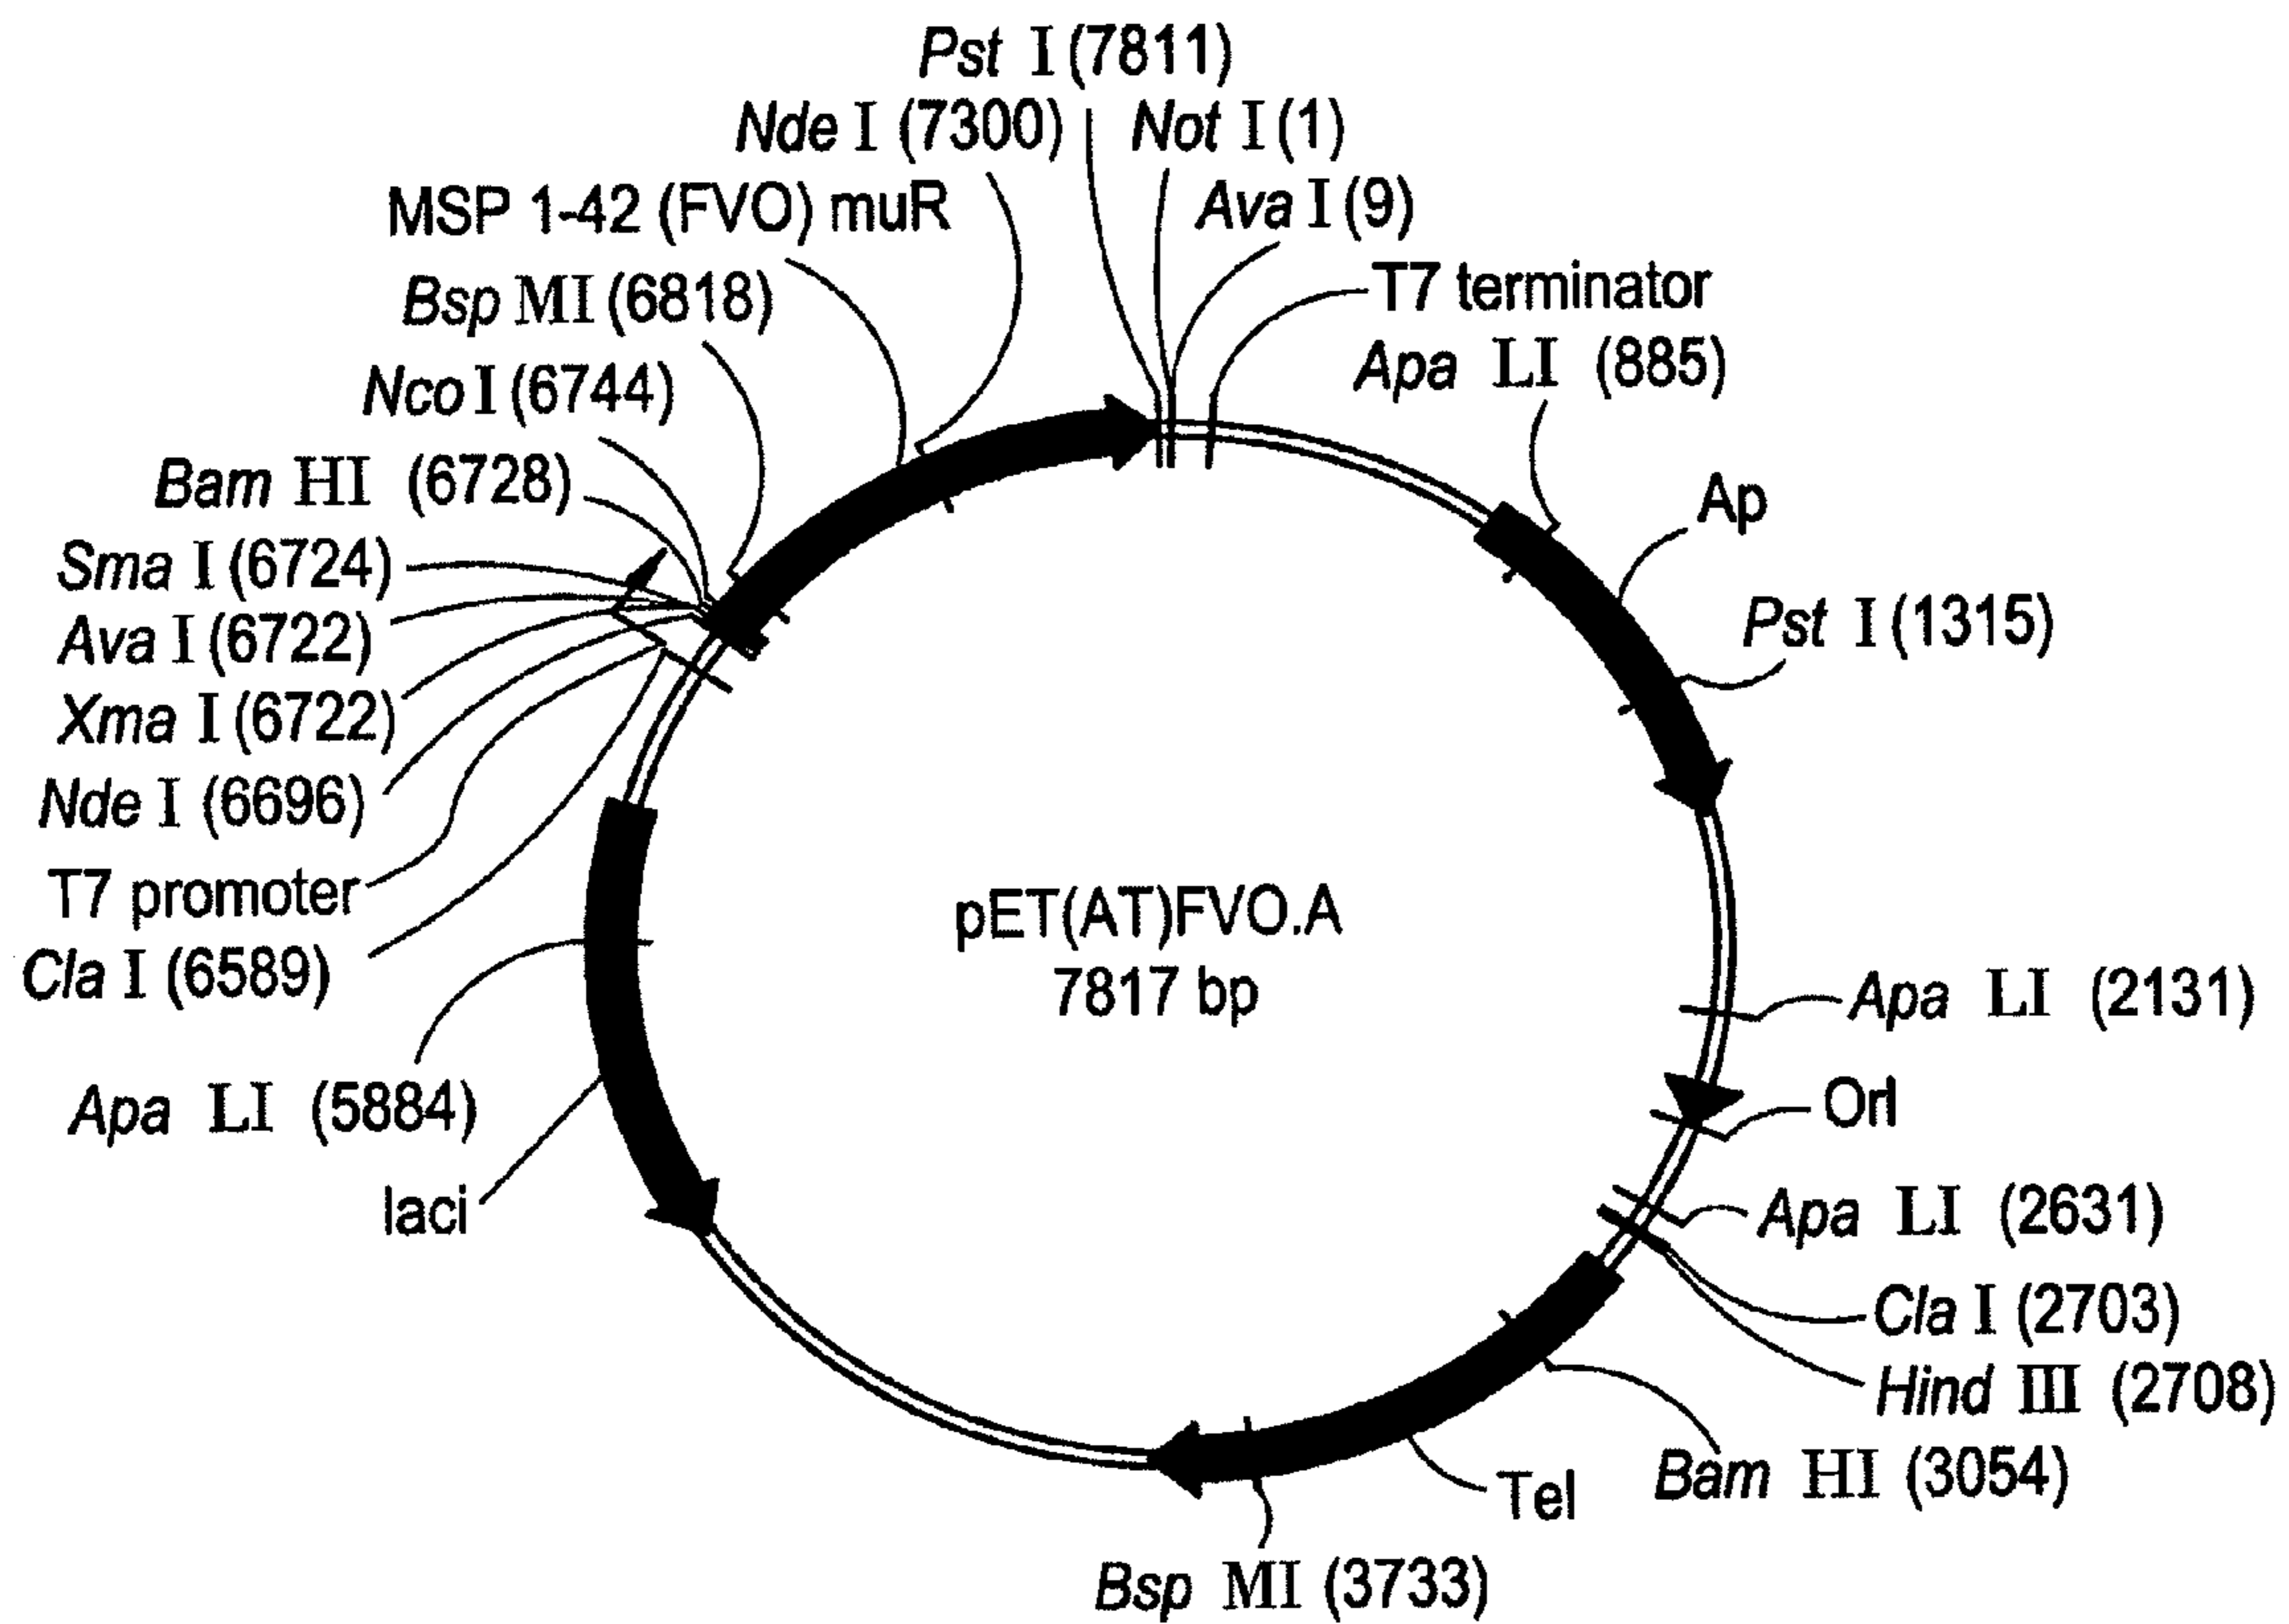 Pst I (7811)
Nde I (7300)
Not I (1)
MSP 1-42 (FVO) muR
Ava I (9)
Bsp MI (6818)
T7 terminator
Nco I (6744)
Apa LI (885)
Bam HI (6728)
Ap
Sma I (6724)
Ava I (6722)
Pst I (1315)
Xma I (6722)
Nde I (6696)
T7 promoter
pET(AT)FVO.A
Cla I (6589)
7817 bp
Apa LI (2131)
Apa LI (5884)
OrI
laci
Apa LI (2631)
Cla I (2703)
Hind III (2708)
Bam HI (3054)
Tel
Bsp MI (3733)